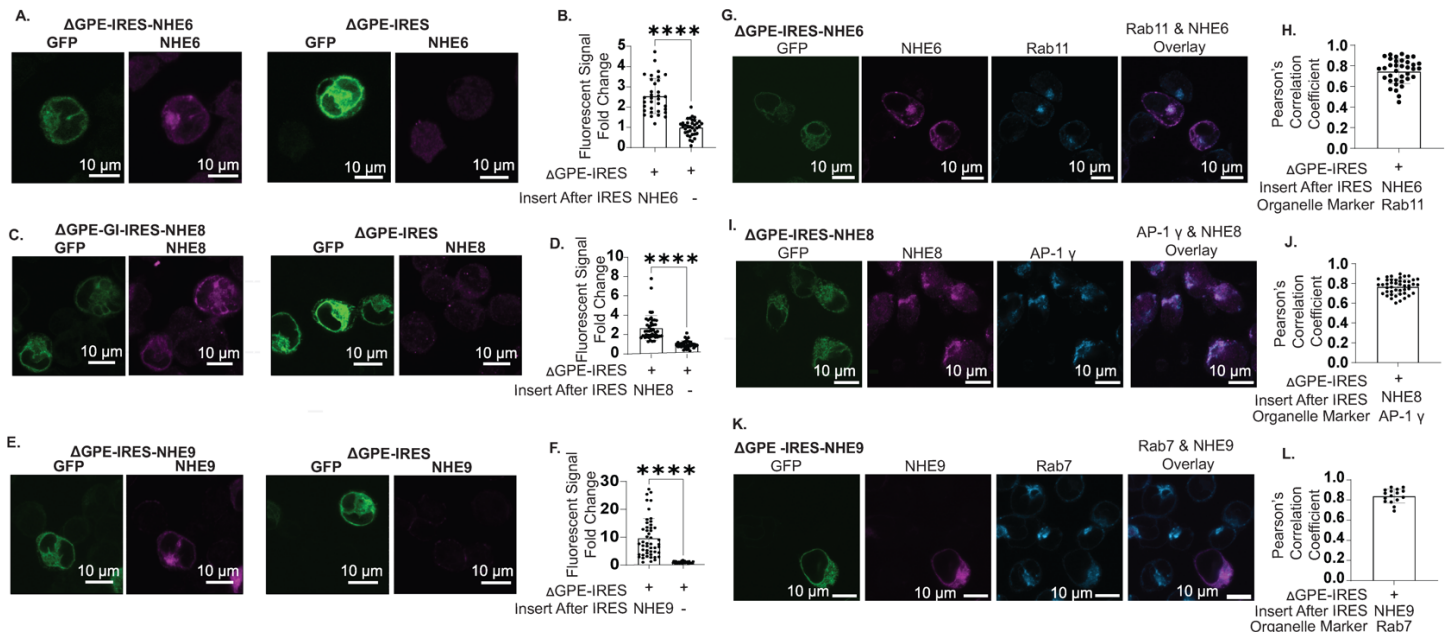 A.
ΔGPE-IRES-NHE6
GFP NHE6
10 µm 10 µm
ΔGPE-IRES
GFP NHE6
10 µm 10 µm
B.
****
Fluorescent Signal
Fold Change
5
4
3
2
1
0
ΔGPE-IRES + +
Insert After IRES NHE6 -
C.
ΔGPE-GI-IRES-NHE8
GFP NHE8
10 µm 10 µm
ΔGPE-IRES
GFP NHE8
10 µm 10 µm
D.
****
Fluorescent Signal
Fold Change
10
8
6
4
2
0
ΔGPE-IRES + +
Insert After IRES NHE8 -
E.
ΔGPE-IRES-NHE9
GFP NHE9
10 µm 10 µm
ΔGPE-IRES
GFP NHE9
10 µm 10 µm
F.
****
Fluorescent Signal
Fold Change
30
20
10
0
ΔGPE-IRES + +
Insert After IRES NHE9 -
G.
ΔGPE-IRES-NHE6
GFP NHE6 Rab11 Rab11 & NHE6
Overlay
10 µm 10 µm 10 µm 10 µm
H.
Pearson's
Correlation
Coefficient
1.0
0.8
0.6
0.4
0.2
0.0
ΔGPE-IRES +
Insert After IRES NHE6
Organelle Marker Rab11
I.
ΔGPE-IRES-NHE8
GFP NHE8 AP-1 γ AP-1 γ & NHE8
Overlay
10 µm 10 µm 10 µm 10 µm
J.
Pearson's
Correlation
Coefficient
1.0
0.8
0.6
0.4
0.2
0.0
ΔGPE-IRES +
Insert After IRES NHE8
Organelle Marker AP-1 γ
K.
ΔGPE -IRES-NHE9
GFP NHE9 Rab7 Rab7 & NHE9
Overlay
10 µm 10 µm 10 µm 10 µm
L.
Pearson's
Correlation
Coefficient
1.0
0.8
0.6
0.4
0.2
0.0
ΔGPE-IRES +
Insert After IRES NHE9
Organelle Marker Rab7